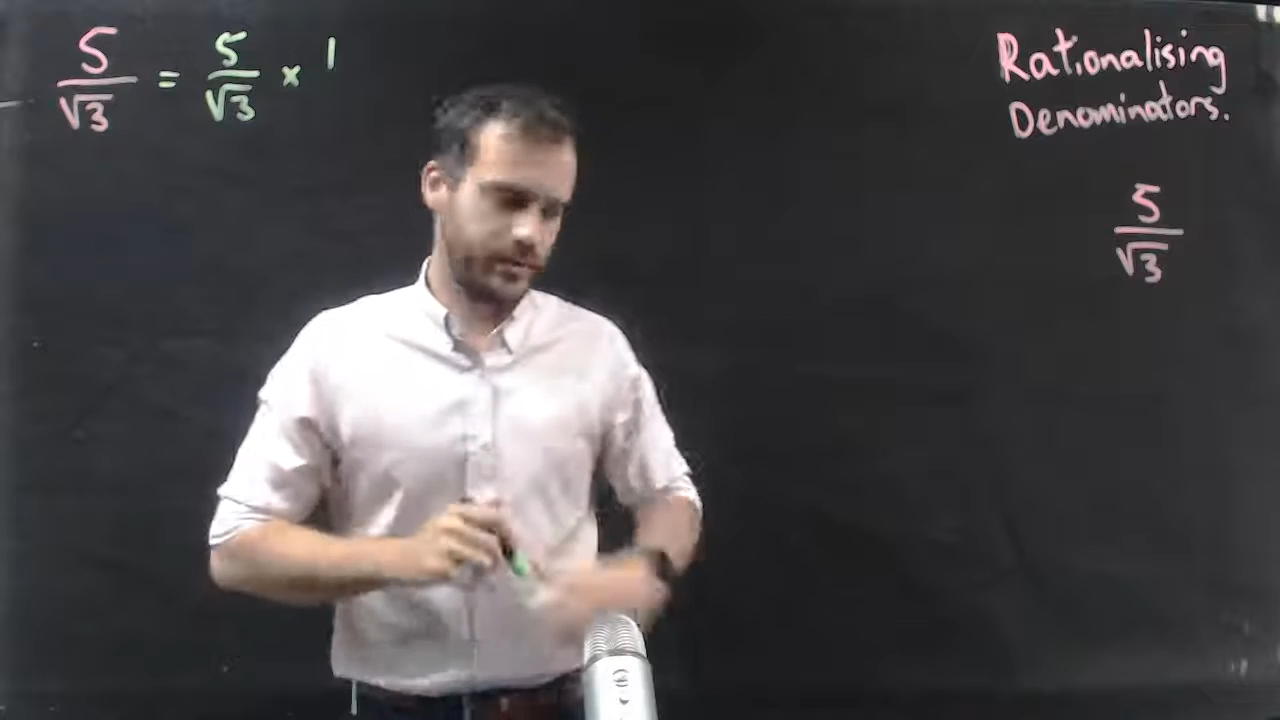 5/√3 = 5/√3 × 1
Rationalising
Denominators.
5/√3